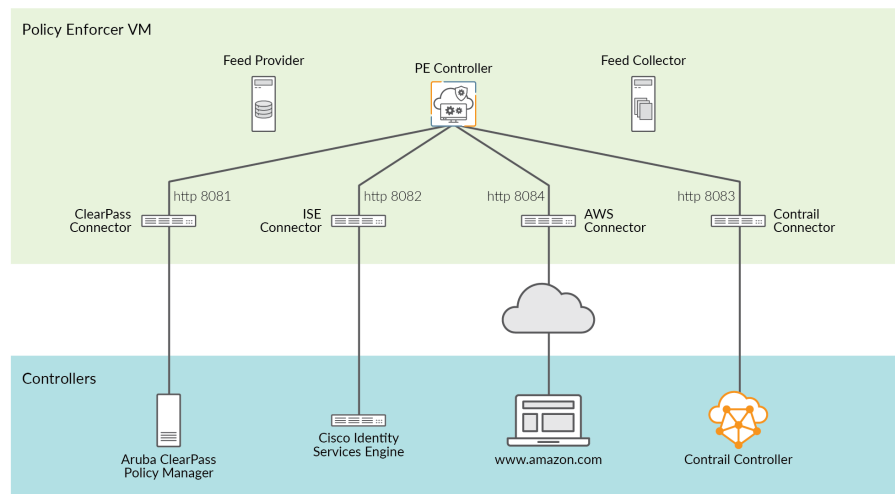 Policy Enforcer VM
Feed Provider
PE Controller
Feed Collector
http 8081
http 8082
http 8084
http 8083
ClearPass
Connector
ISE
Connector
AWS
Connector
Contrail
Connector
Controllers
Aruba ClearPass
Policy Manager
Cisco Identity
Services Engine
www.amazon.com
Contrail Controller